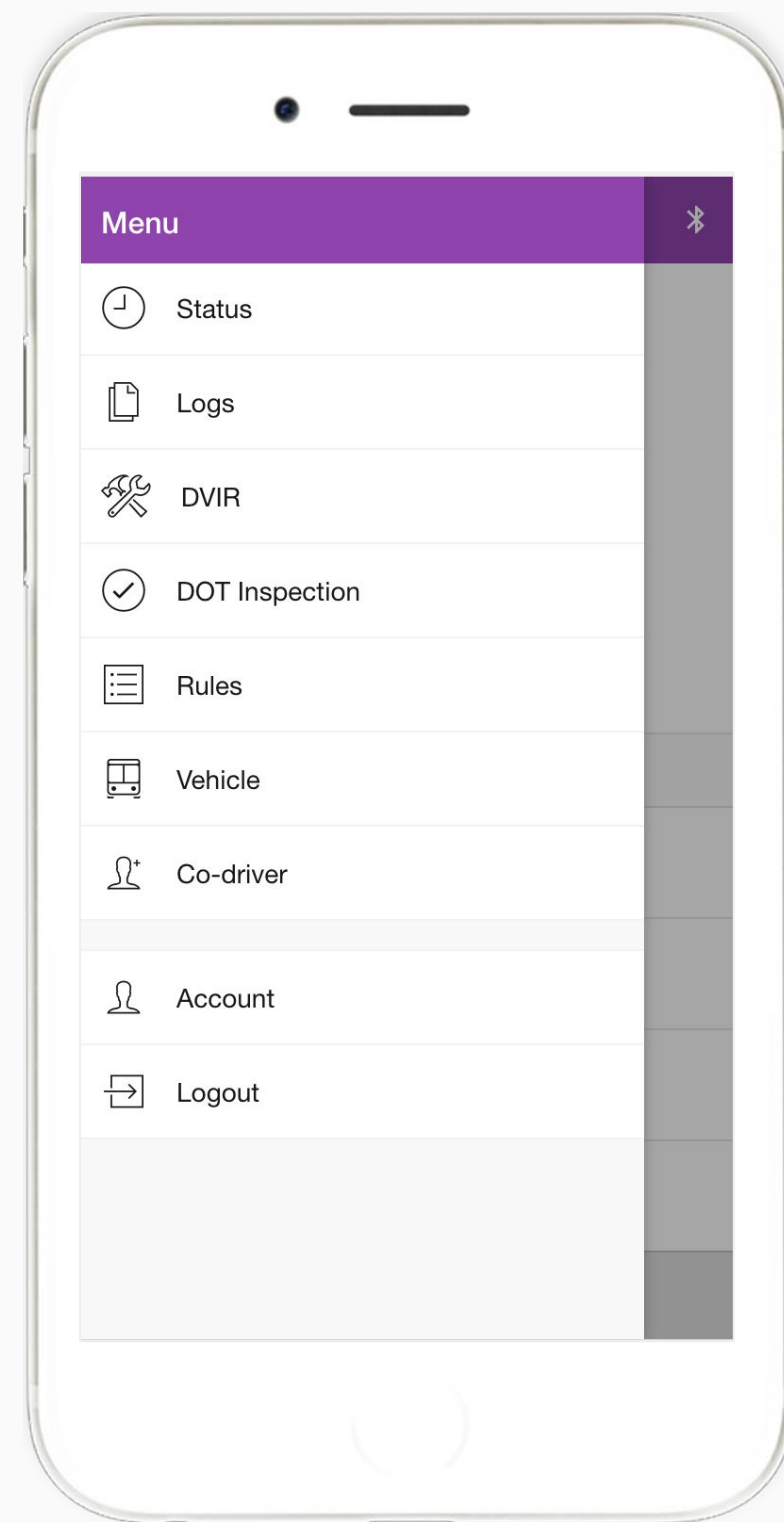 Menu
Status
Logs
DVIR
DOT Inspection
Rules
Vehicle
Co-driver
Account
Logout